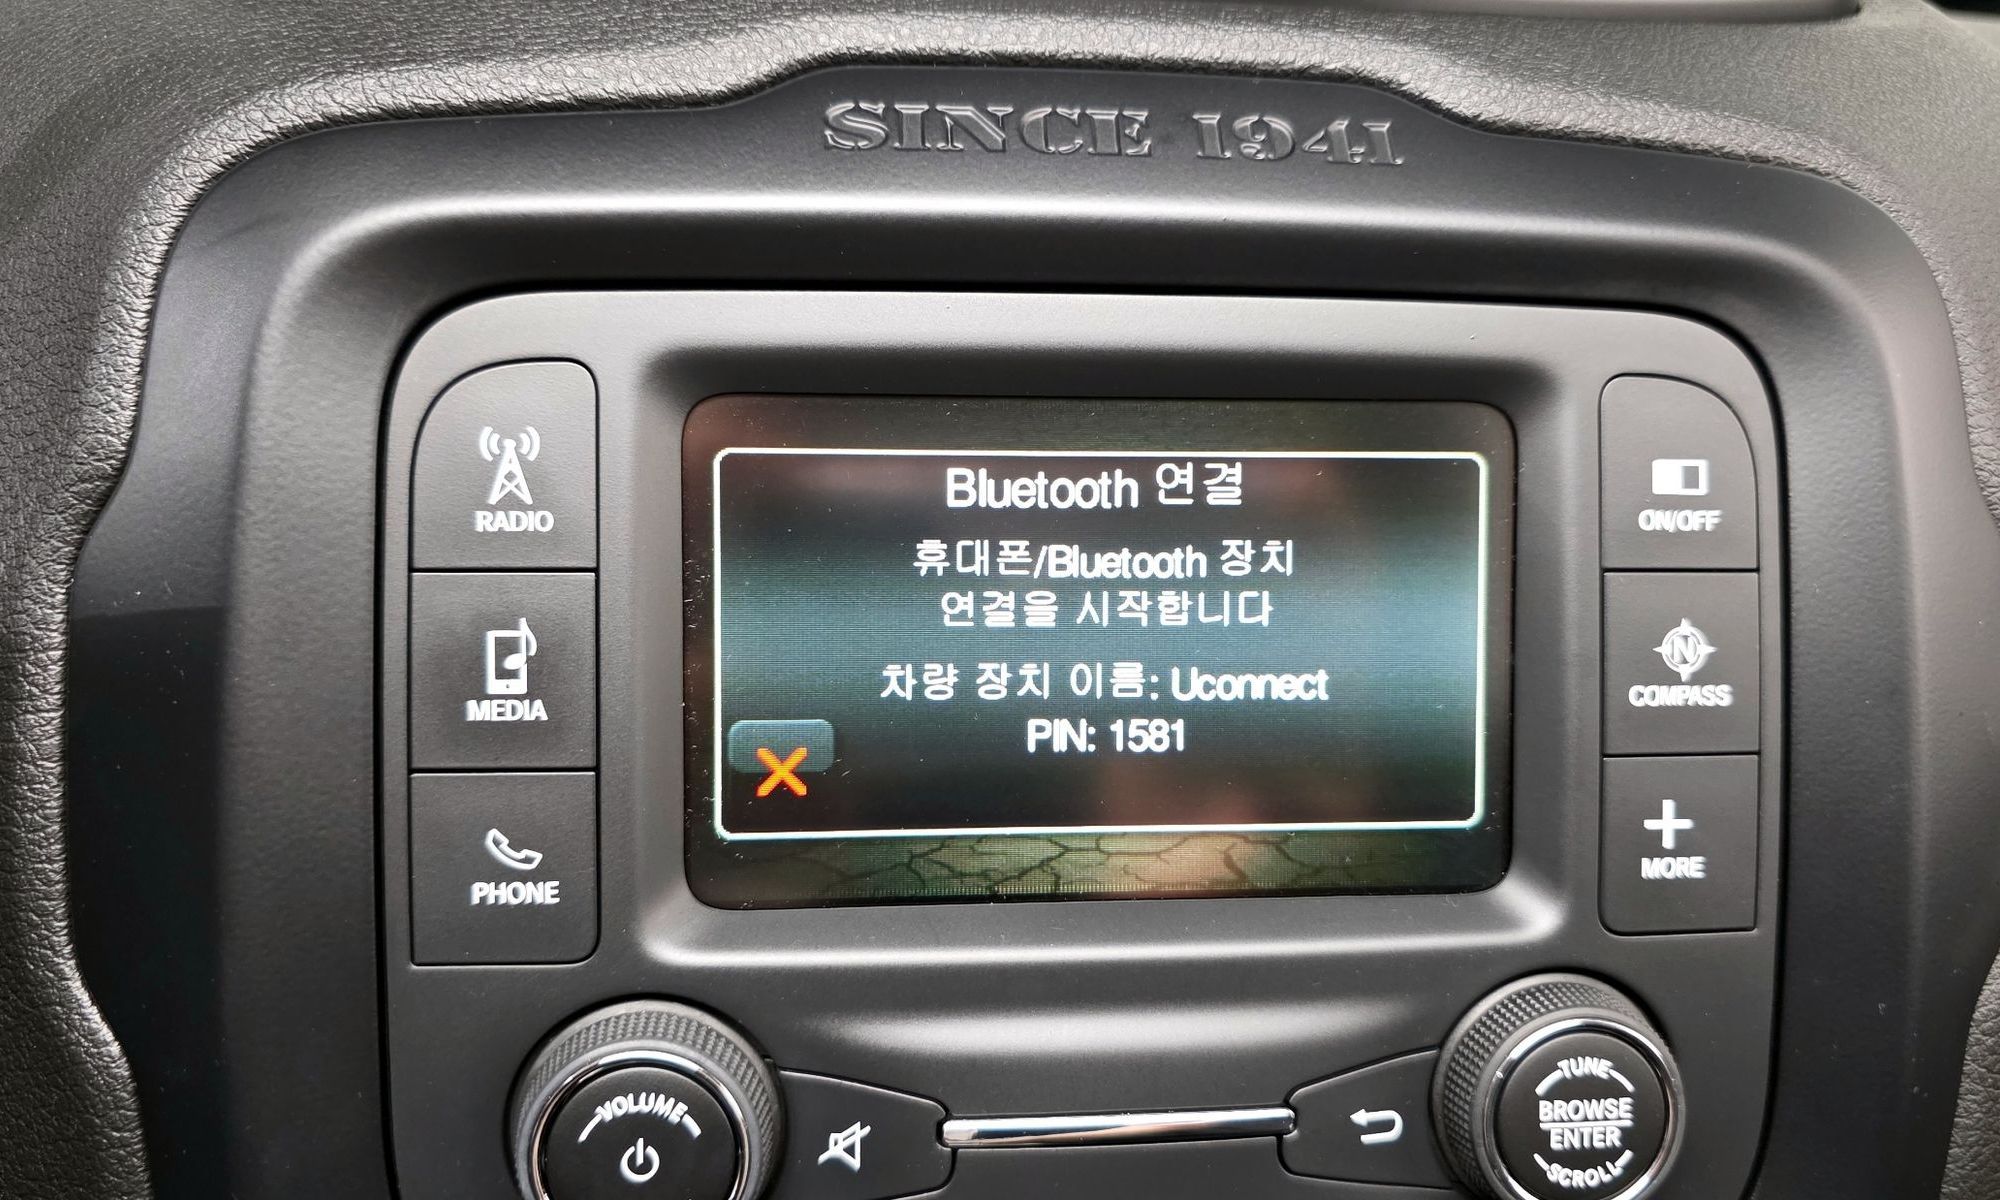 SINCE 1941
RADIO
MEDIA
PHONE
Bluetooth 연결
휴대폰/Bluetooth 장치
연결을 시작합니다
차량 장치 이름: Uconnect
PIN: 1581
ON/OFF
N
COMPASS
MORE
VOLUME
TUNE
BROWSE
ENTER
SCROLL